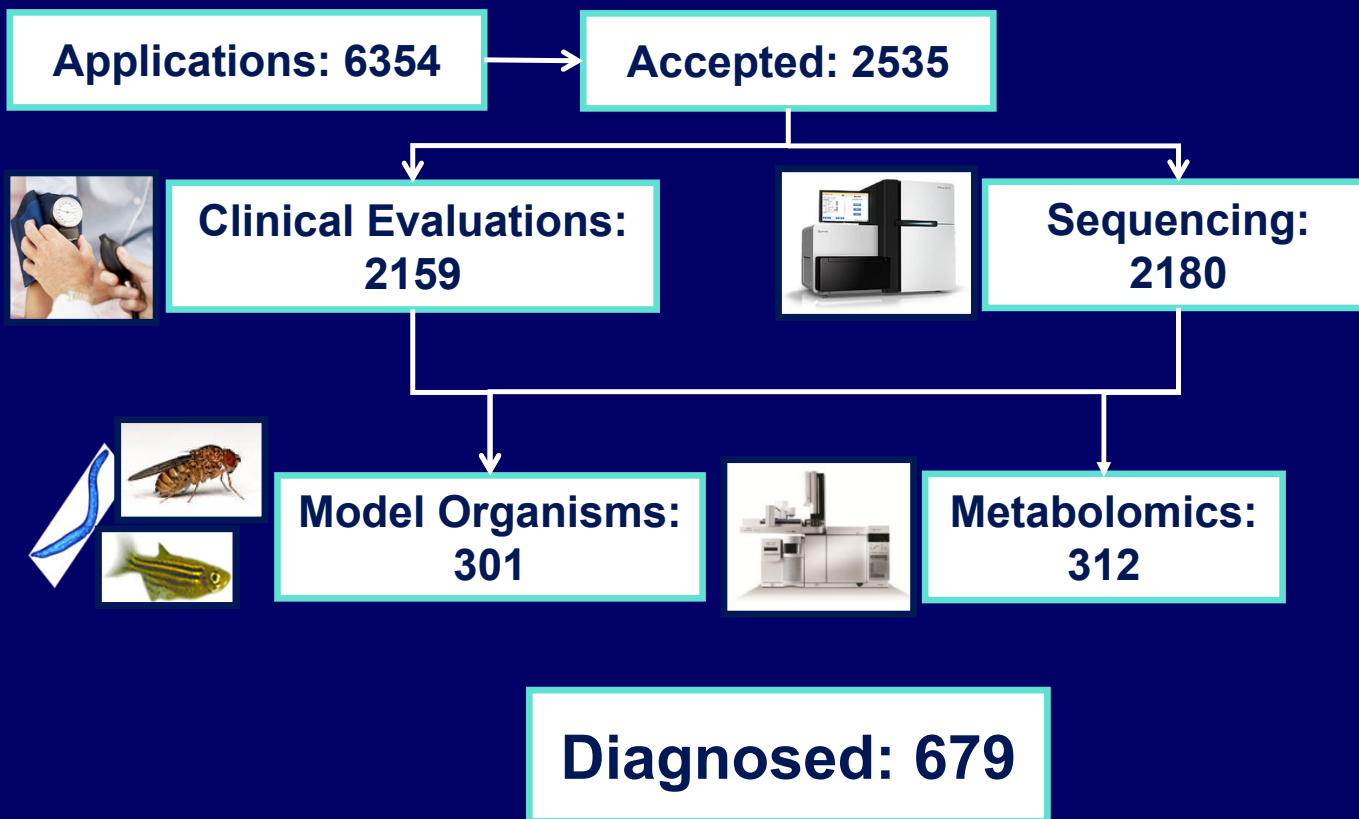 Applications: 6354
Accepted: 2535
Clinical Evaluations:
2159
Sequencing:
2180
Model Organisms:
301
Metabolomics:
312
Diagnosed: 679